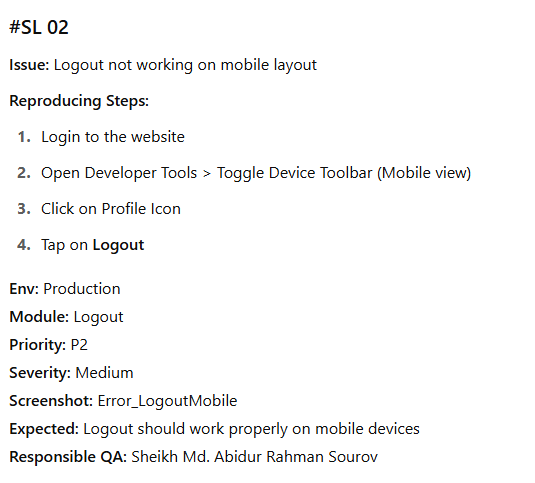 #SL 02
Issue: Logout not working on mobile layout
Reproducing Steps:
1. Login to the website
2. Open Developer Tools > Toggle Device Toolbar (Mobile view)
3. Click on Profile Icon
4. Tap on Logout
Env: Production
Module: Logout
Priority: P2
Severity: Medium
Screenshot: Error_LogoutMobile
Expected: Logout should work properly on mobile devices
Responsible QA: Sheikh Md. Abidur Rahman Sourov